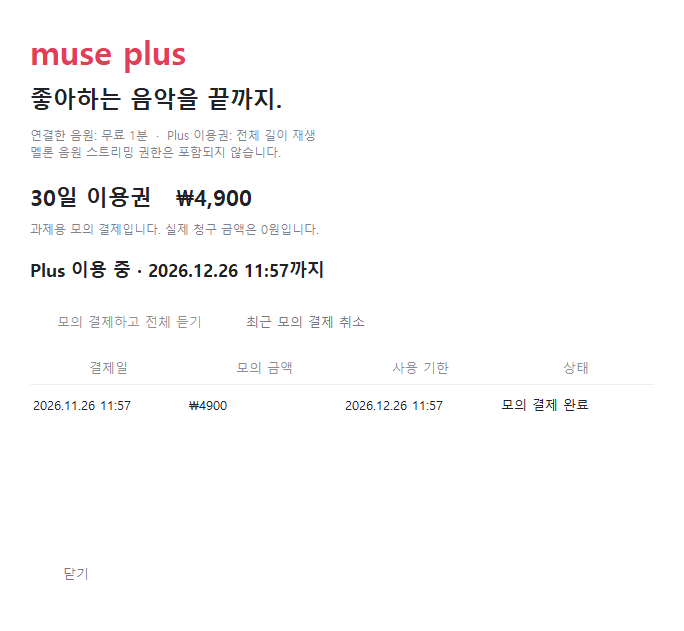 muse plus
좋아하는 음악을 끝까지.
연결한 음원: 무료 1분 · Plus 이용권: 전체 길이 재생
멜론 음원 스트리밍 권한은 포함되지 않습니다.
30일 이용권 ₩4,900
과제용 모의 결제입니다. 실제 청구 금액은 0원입니다.
Plus 이용 중 · 2026.12.26 11:57까지
모의 결제하고 전체 듣기 최근 모의 결제 취소
결제일 모의 금액 사용 기한 상태
2026.11.26 11:57 ₩4900 2026.12.26 11:57 모의 결제 완료
닫기